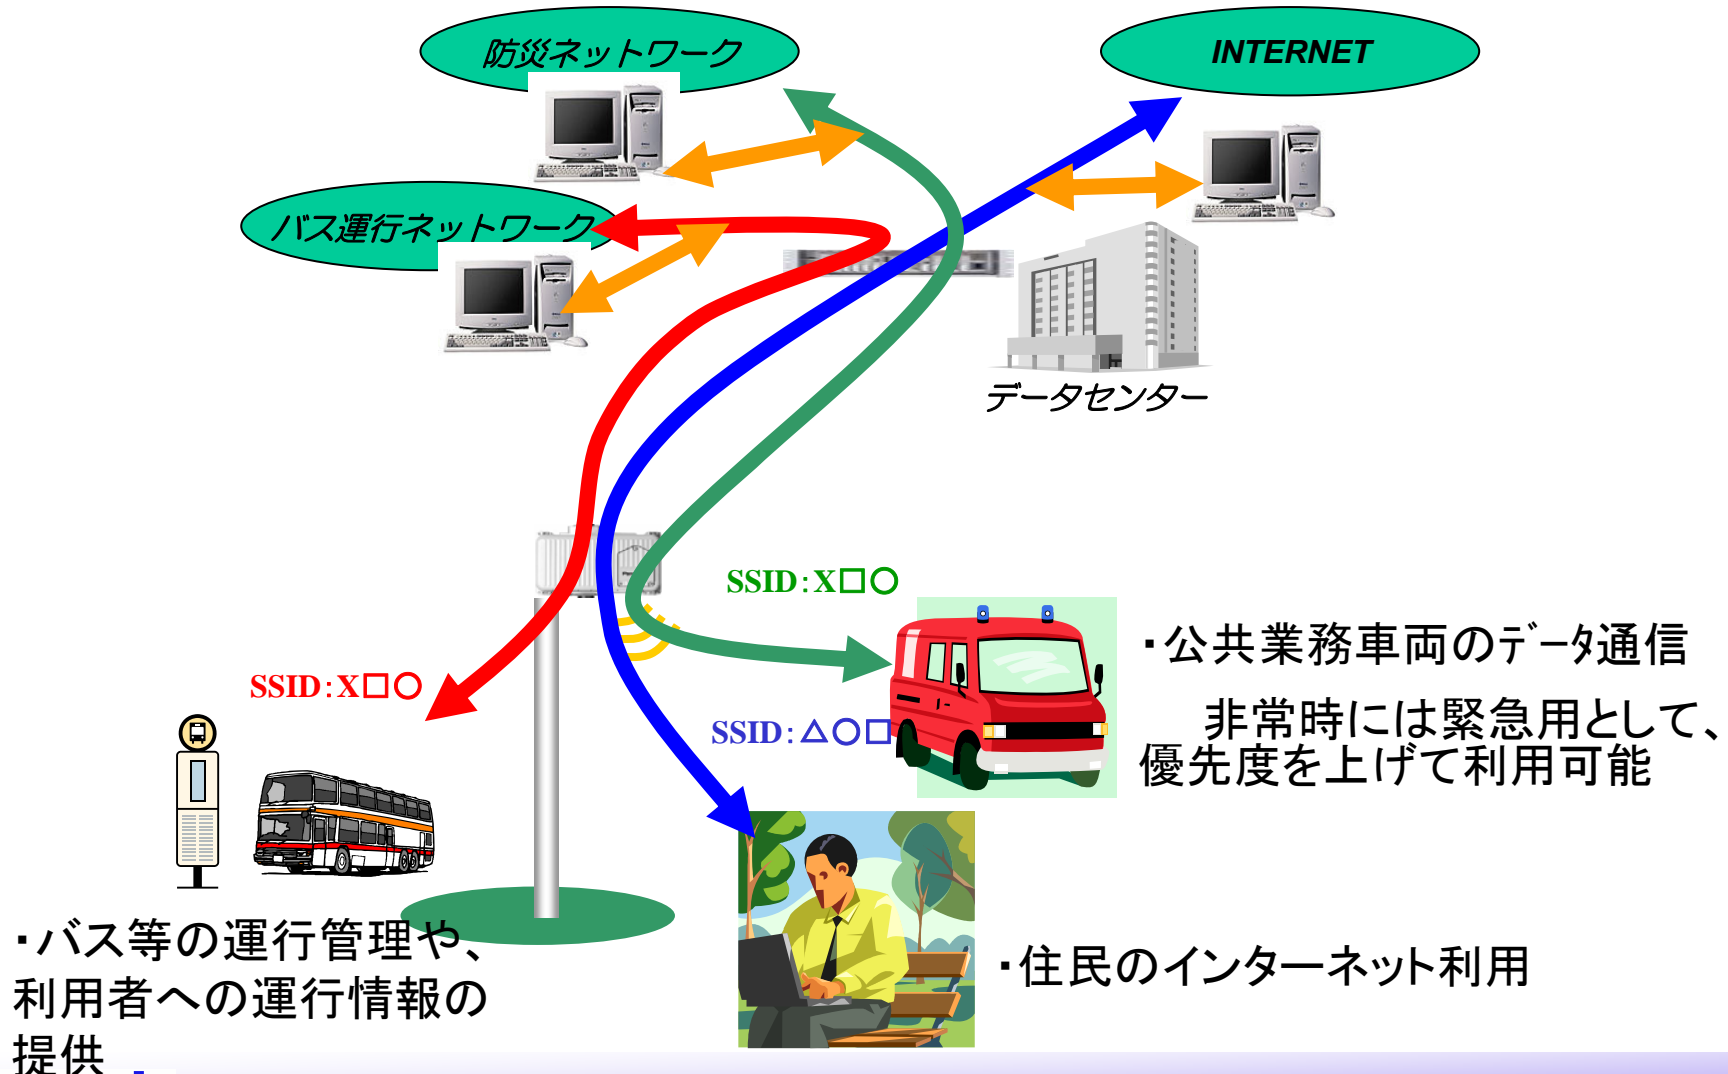 防災ネットワーク
INTERNET
バス運行ネットワーク
データセンター
SSID:X□○
SSID:X□○
SSID:△○□
・公共業務車両のデータ通信
非常時には緊急用として、
優先度を上げて利用可能
・バス等の運行管理や、
利用者への運行情報の
提供
・住民のインターネット利用